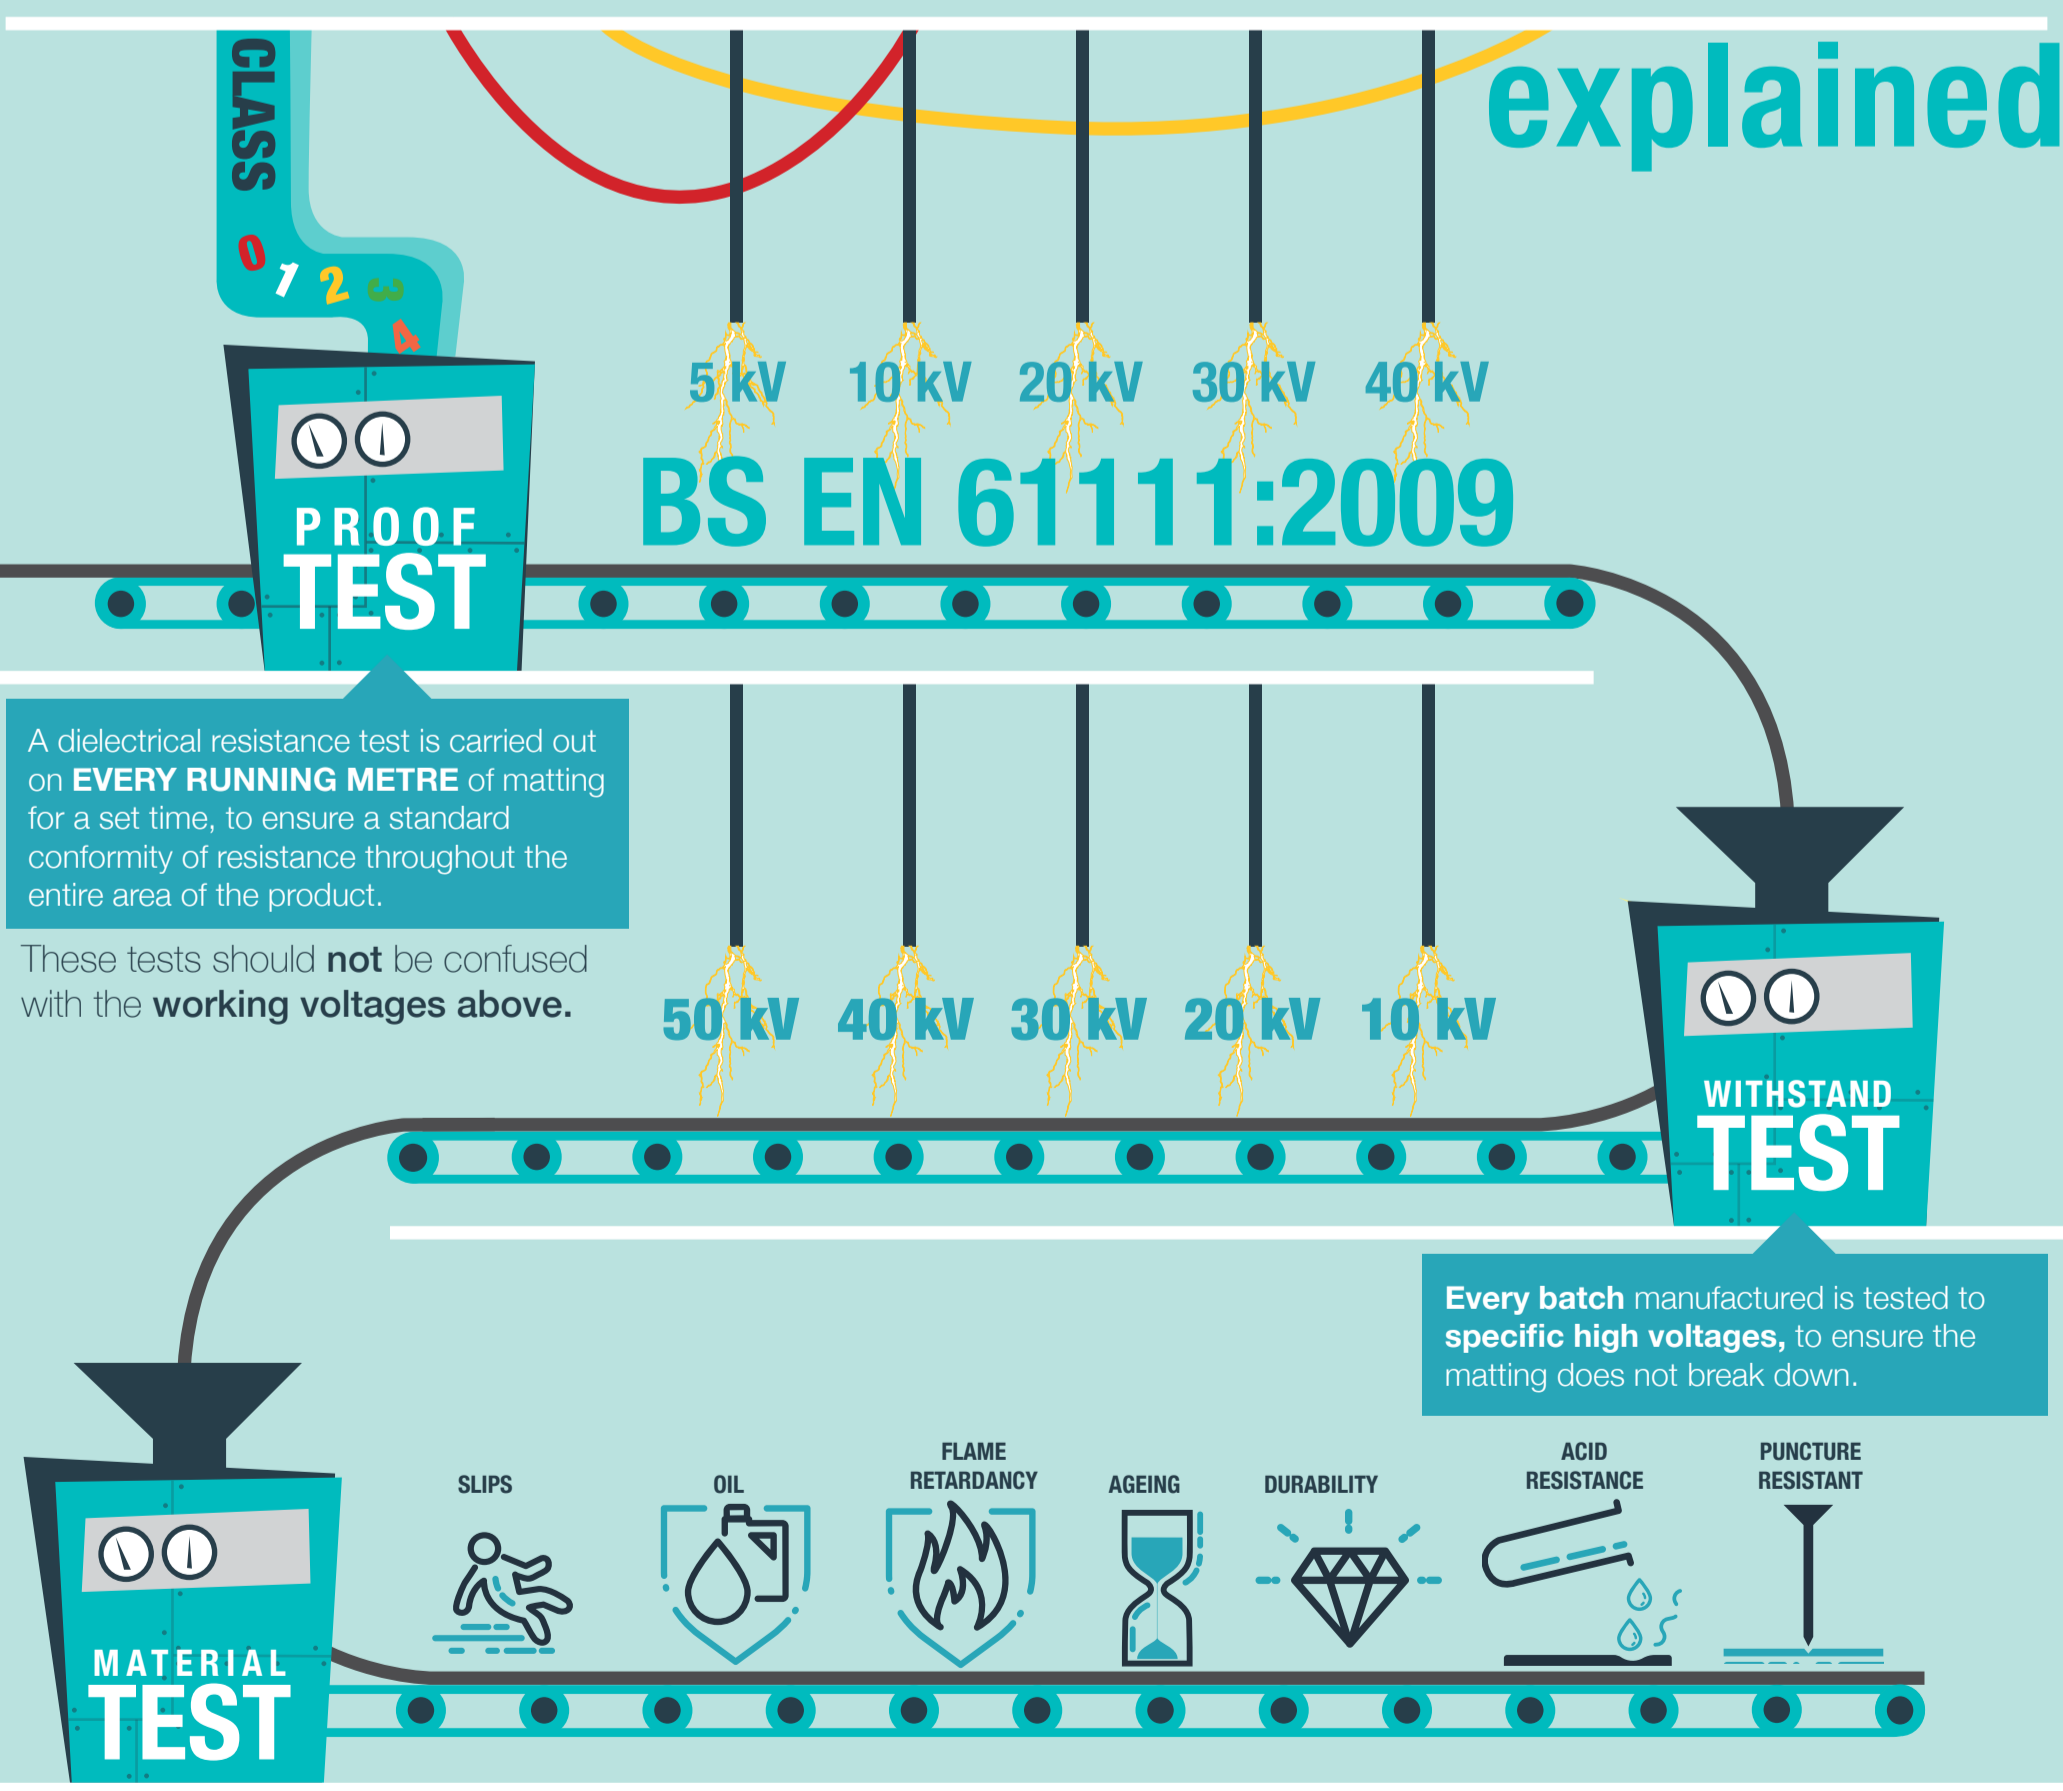 explained
CLASS
0 1 2 3 4
5 kV 10 kV 20 kV 30 kV 40 kV
BS EN 61111:2009
PROOF
TEST
A dielectrical resistance test is carried out
on EVERY RUNNING METRE of matting
for a set time, to ensure a standard
conformity of resistance throughout the
entire area of the product.
These tests should not be confused
with the working voltages above.
50 kV 40 kV 30 kV 20 kV 10 kV
WITHSTAND
TEST
Every batch manufactured is tested to
specific high voltages, to ensure the
matting does not break down.
MATERIAL
TEST
SLIPS
OIL
FLAME
RETARDANCY
AGEING
DURABILITY
ACID
RESISTANCE
PUNCTURE
RESISTANT